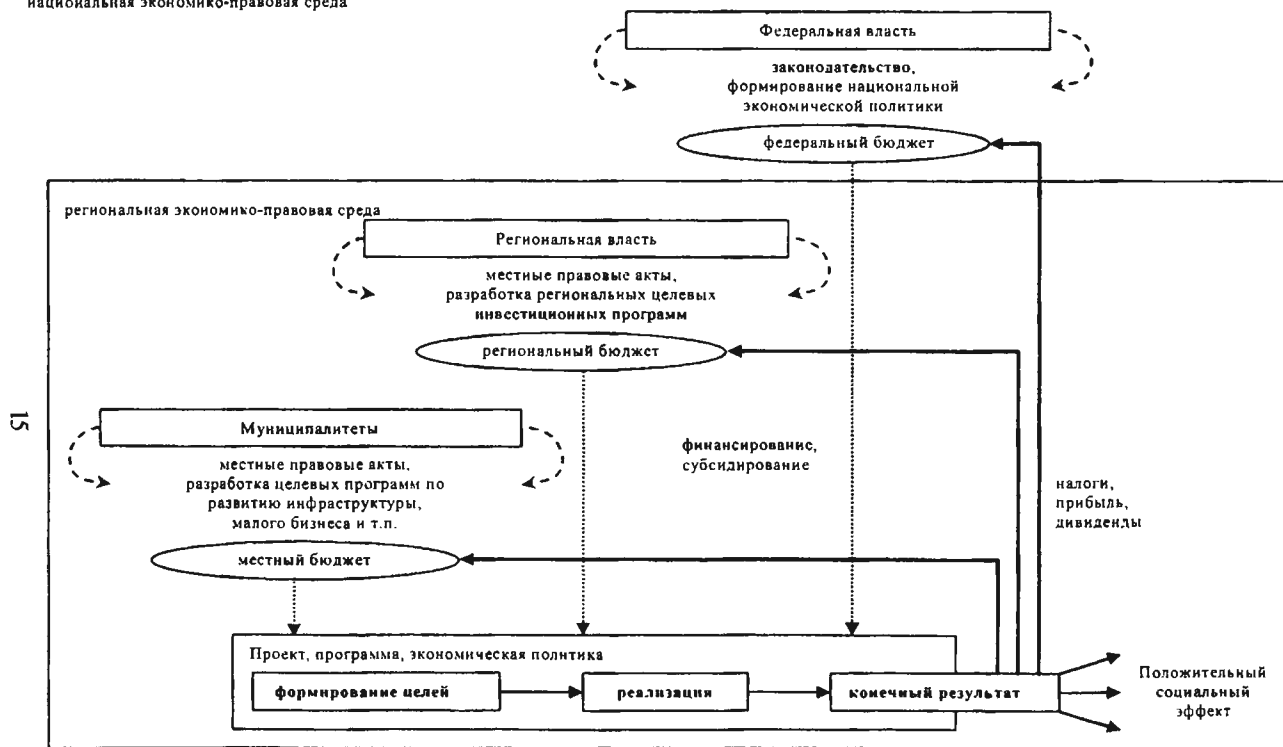 национальная экономико-правовая среда
Федеральная власть
законодательство,
формирование национальной
экономической политики
федеральный бюджет
региональная экономико-правовая среда
Региональная власть
местные правовые акты,
разработка региональных целевых
инвестиционных программ
региональный бюджет
15
Муниципалитеты
местные правовые акты,
разработка целевых программ по
развитию инфраструктуры,
малого бизнеса и т.п.
местный бюджет
финансирование,
субсидирование
налоги,
прибыль,
дивиденды
Проект, программа, экономическая политика
формирование целей
реализация
конечный результат
Положительный
социальный
эффект